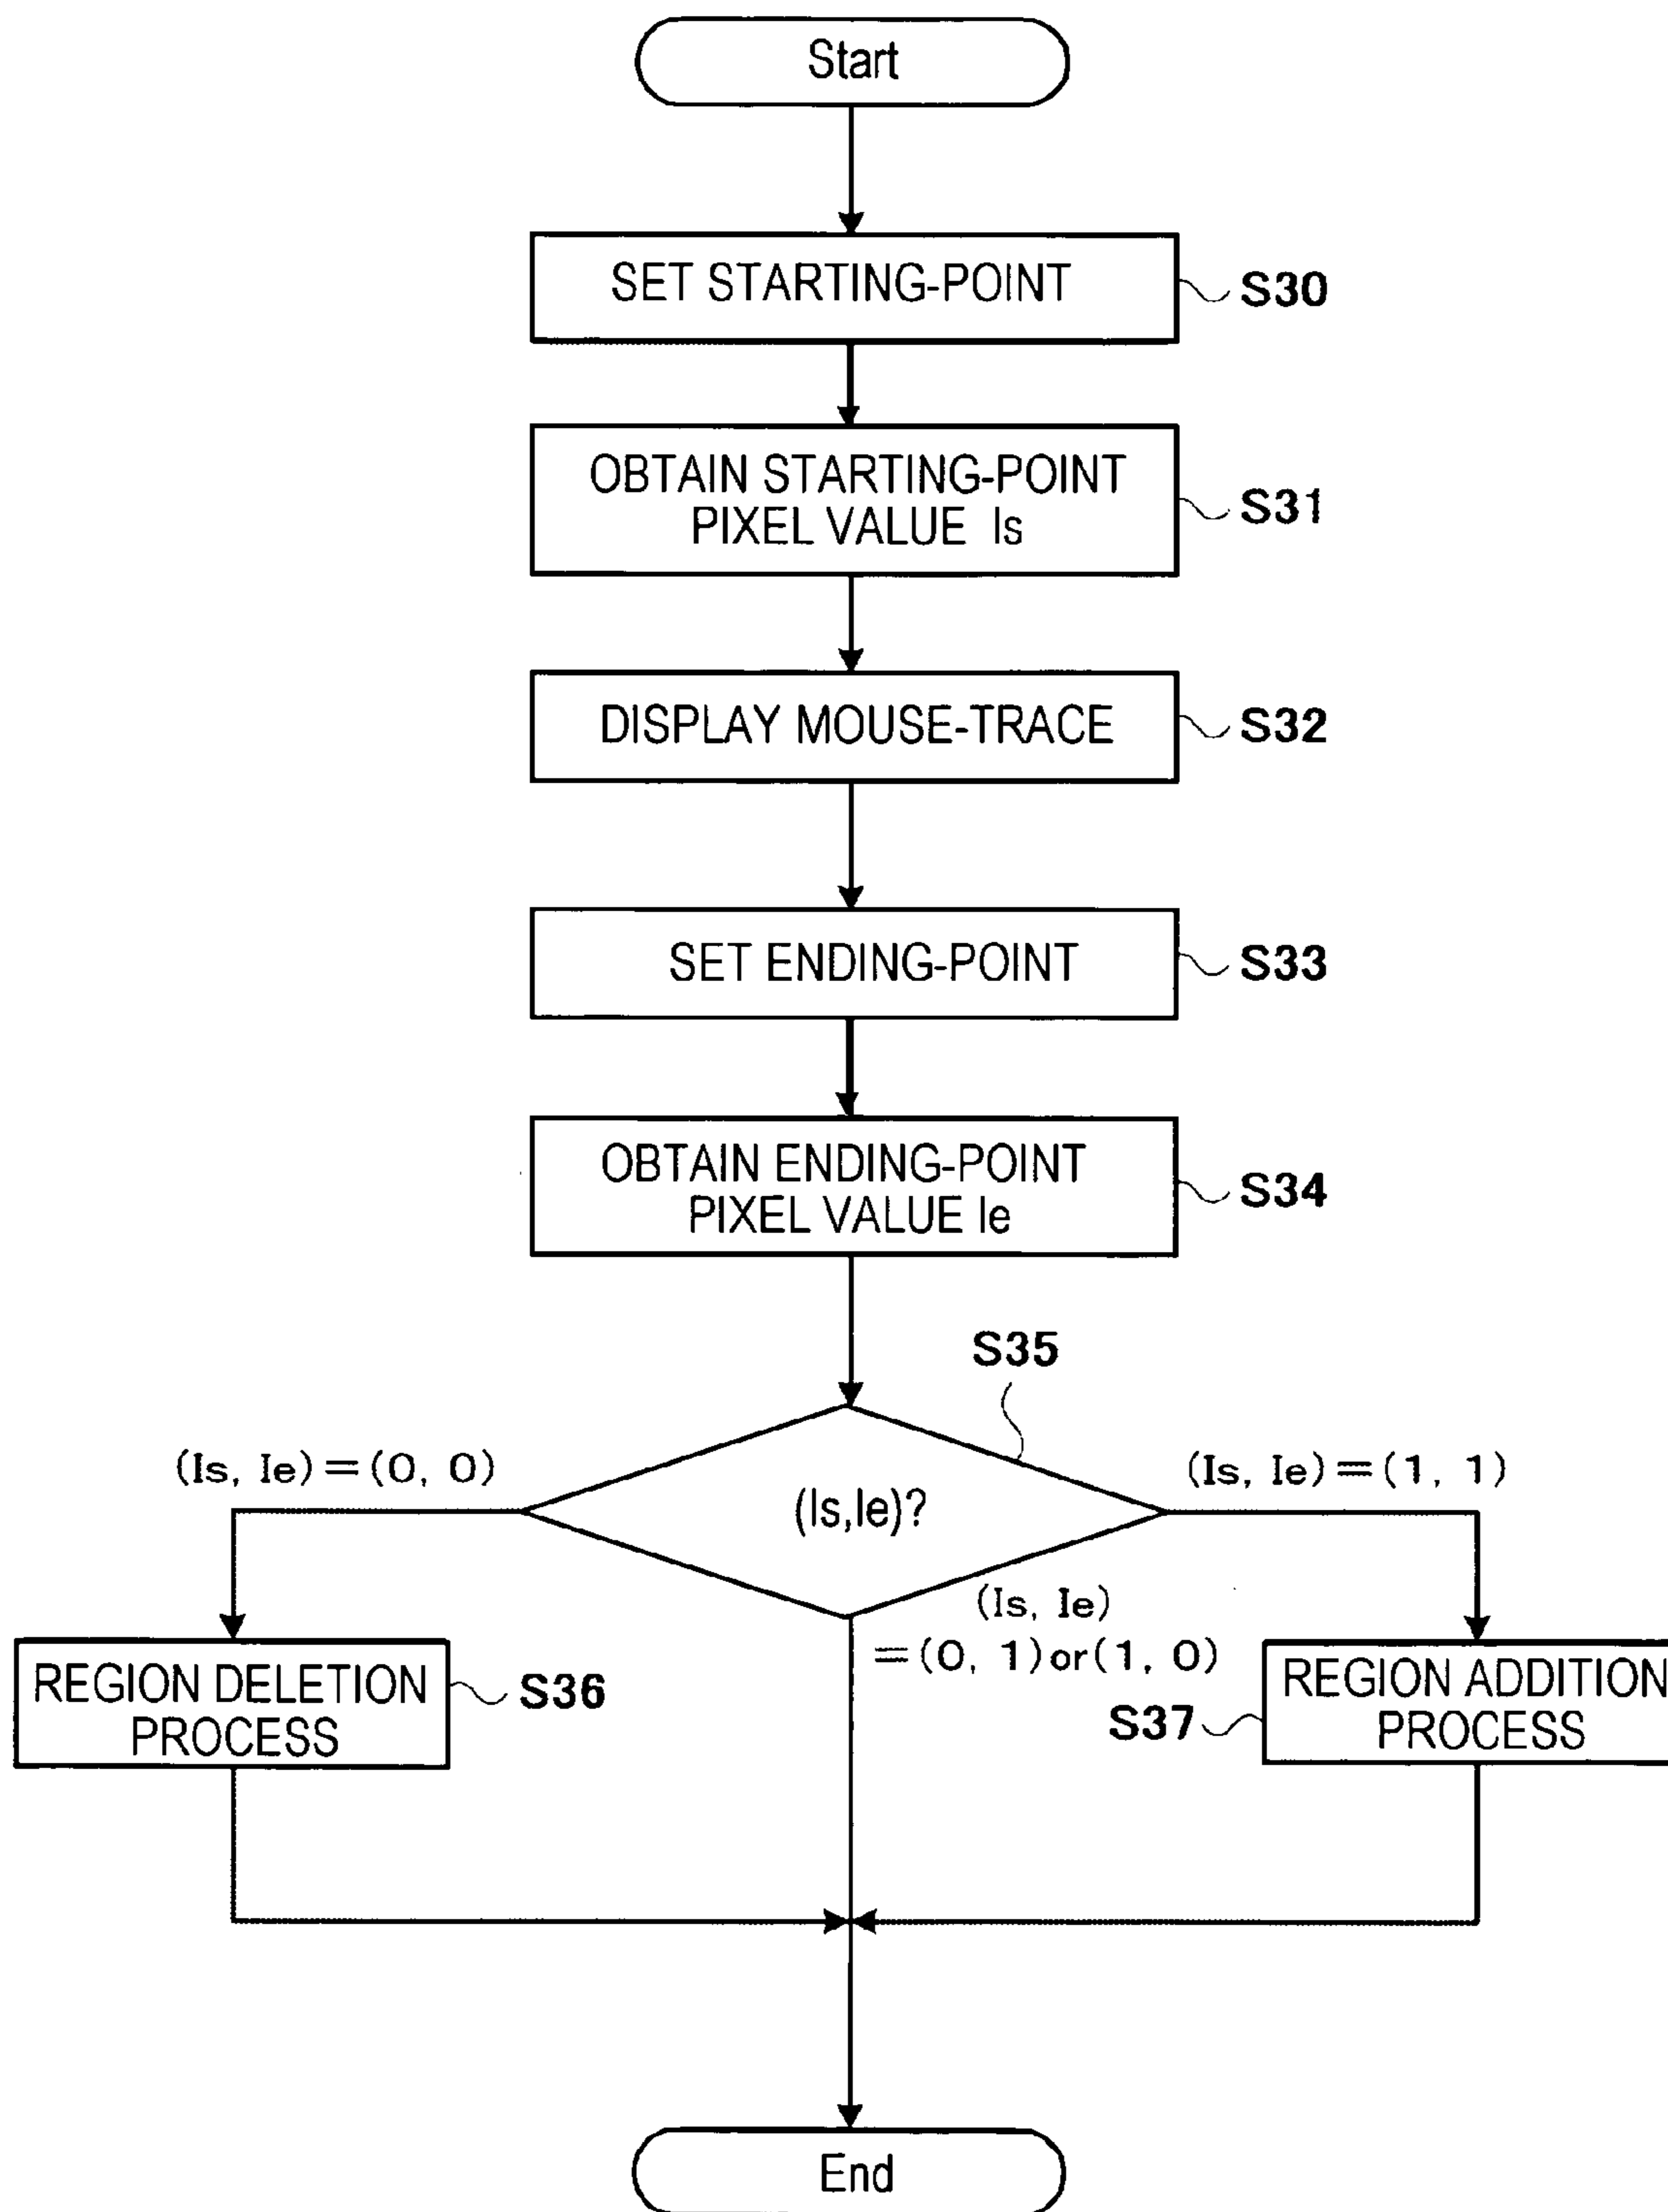 Start
SET STARTING-POINT
S30
OBTAIN STARTING-POINT
PIXEL VALUE Is
S31
DISPLAY MOUSE-TRACE
S32
SET ENDING-POINT
S33
OBTAIN ENDING-POINT
PIXEL VALUE Ie
S34
S35
(Is, Ie)=(0, 0)
(Is,Ie)?
(Is, Ie)=(1, 1)
(Is, Ie)
=(0, 1)or(1, 0)
REGION DELETION
PROCESS
S36
REGION ADDITION
PROCESS
S37
End